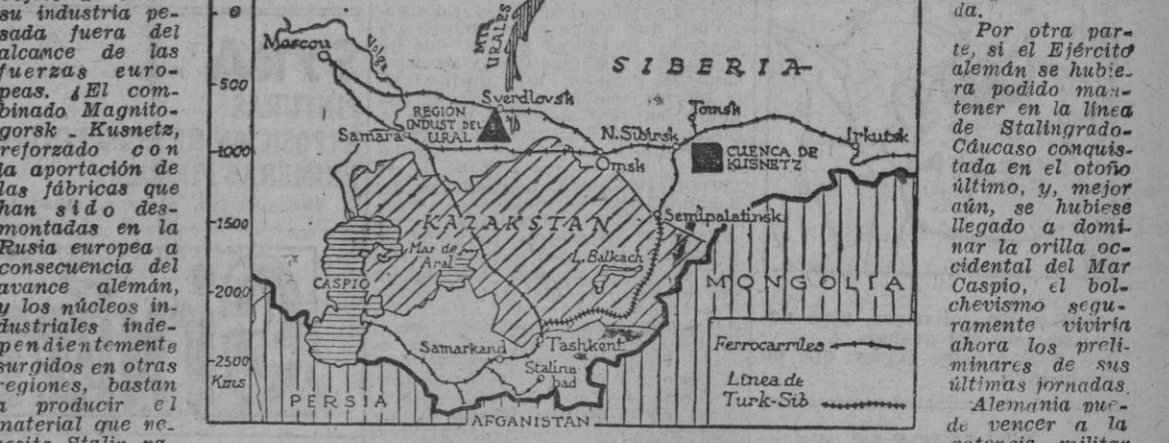 su industria pe-
sada fuera del
alcance de las
fuerzas euro-
peas. ¿El com-
binado Magnito-
gorsk - Kusnetz,
reforzado con
la aportación de
las fábricas que
han sido des-
montadas en la
Rusia europea a
consecuencia del
avance alemán,
y los núcleos in-
dustriales inde-
pendientemente
surgidos en otras
regiones, bastan
a producir el
material que ne-
0
500
1000
1500
2000
2500
Kms
Moscou
Volga
MTS
URALES
SIBERIA
Sverdlovsk
REGIÓN
INDUST DEL
URAL
Samara
Tomsk
N. Sibirsk
Omsk
Irkutsk
CUENCA DE
KUSNETZ
KAZAKSTAN
Semipalatinsk
Mar de
Aral
L. Balkach
CASPIO
MONGOLIA
Samarkand
Tashkent
Stalina
bad
PERSIA
AFGANISTAN
Ferrocarriles
Línea de
Turk-Sib
da.
Por otra par-
te, si el Ejército
alemán se hubie-
ra podido man-
tener en la línea
de Stalingrado-
Cáucaso conquis-
tada en el otoño
último, y, mejor
aún, se hubiese
llegado a domi-
nar la orilla oc-
cidental del Mar
Caspio, el bol-
chevismo segu-
ramente viviría
ahora los preli-
minares de sus
últimas jornadas.
Alemania pue-
de vencer a la